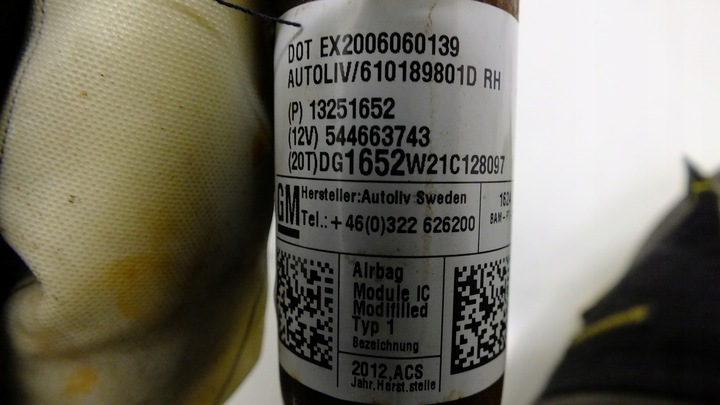 DOT EX2006060139
AUTOLIV/610189801D RH
(P) 13251652
(12V) 544663743
(20T)DG1652W21C128097
GM
Hersteller:Autoliv Sweden
Tel.:+46(0)322 626200
Airbag
Module IC
Modifilled
Typ 1
Bezeichnung
2012,ACS
Jahr.Herst.stelle